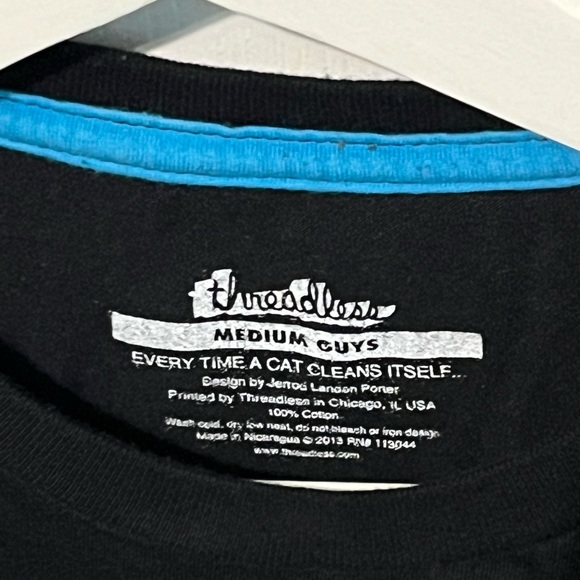 threadless
MEDIUM GUYS
EVERY TIME A CAT CLEANS ITSELF...
Design by Jerrod Landon Porter
Printed by Threadless in Chicago, IL USA
100% Cotton
Wash cold, dry low heat, do not bleach or iron design
Made in Nicaragua © 2013 RN# 113044
www.threadless.com